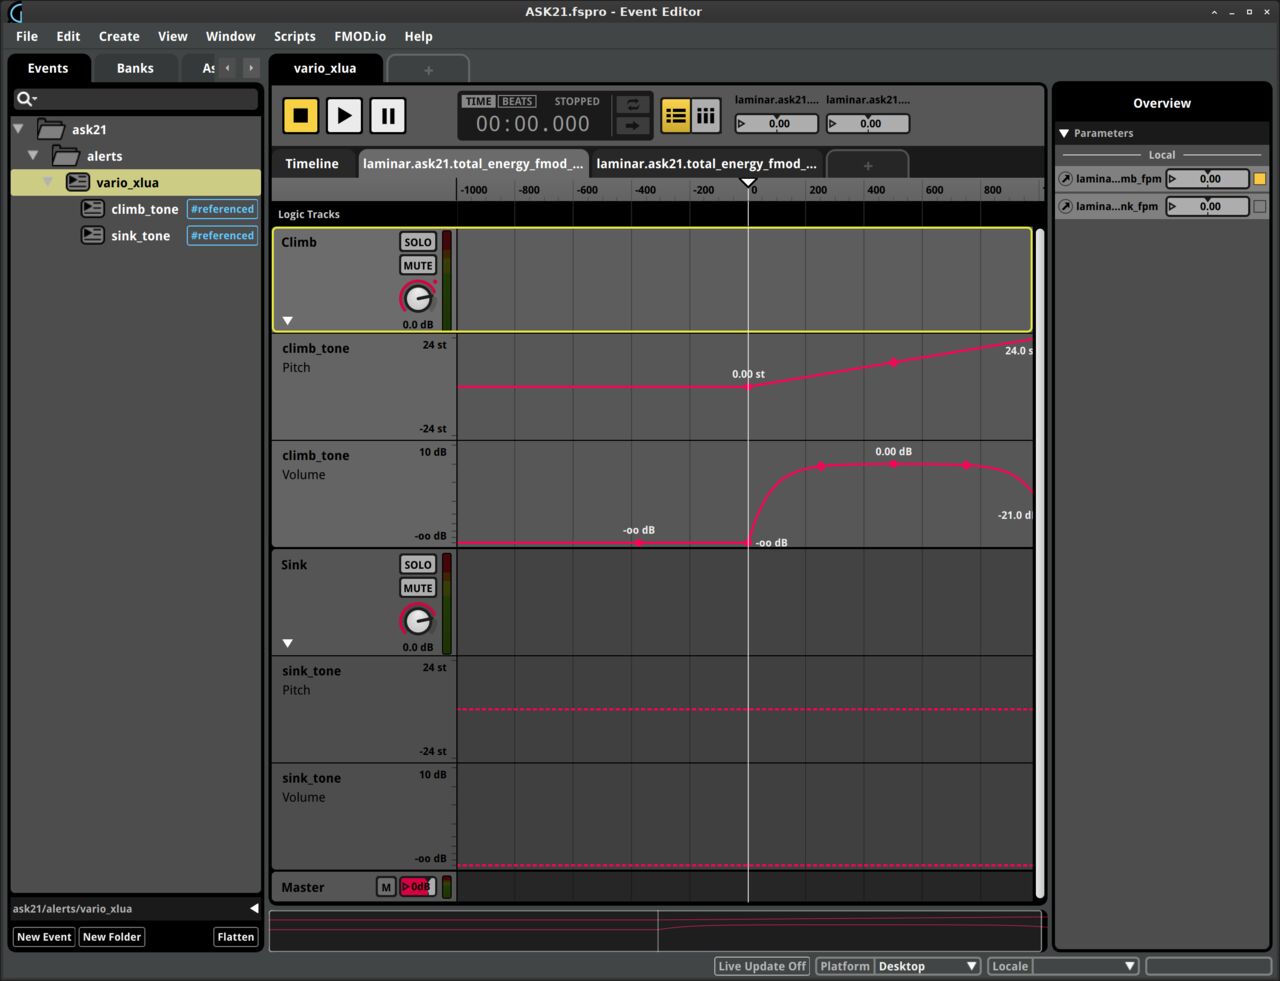 ASK21.fspro - Event Editor
File Edit Create View Window Scripts FMOD.io Help
Events Banks As
vario_xlua +
ask21
alerts
vario_xlua
climb_tone #referenced
sink_tone #referenced
ask21/alerts/vario_xlua
New Event New Folder Flatten
TIME BEATS STOPPED
00:00.000
laminar.ask21.... laminar.ask21....
0.00 0.00
Timeline laminar.ask21.total_energy_fmod_... laminar.ask21.total_energy_fmod_... +
-1000 -800 -600 -400 -200 0 200 400 600 800
Logic Tracks
Climb SOLO
MUTE
0.0 dB
climb_tone 24 st
Pitch
-24 st
0.00 st
24.0 s
climb_tone 10 dB
Volume
-oo dB
-oo dB
-oo dB
0.00 dB
-21.0 d
Sink SOLO
MUTE
0.0 dB
sink_tone 24 st
Pitch
-24 st
sink_tone 10 dB
Volume
-oo dB
Master M 0dB
Overview
Parameters
Local
lamina...mb_fpm 0.00
lamina...nk_fpm 0.00
Live Update Off Platform Desktop Locale